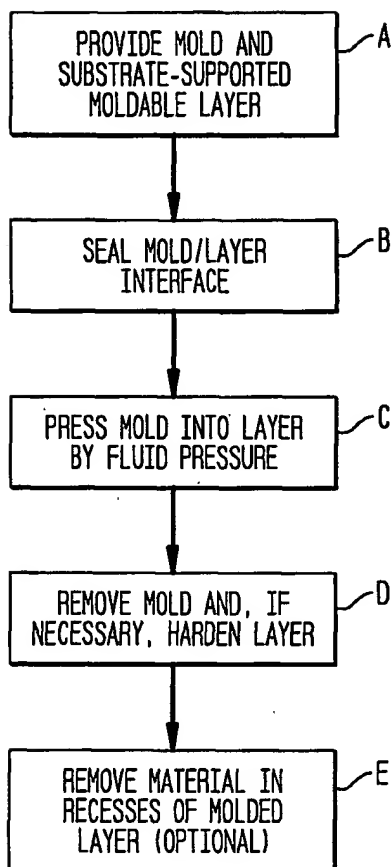 PROVIDE MOLD AND
SUBSTRATE-SUPPORTED
MOLDABLE LAYER
A
SEAL MOLD/LAYER
INTERFACE
B
PRESS MOLD INTO LAYER
BY FLUID PRESSURE
C
REMOVE MOLD AND, IF
NECESSARY, HARDEN LAYER
D
REMOVE MATERIAL IN
RECESSES OF MOLDED
LAYER (OPTIONAL)
E